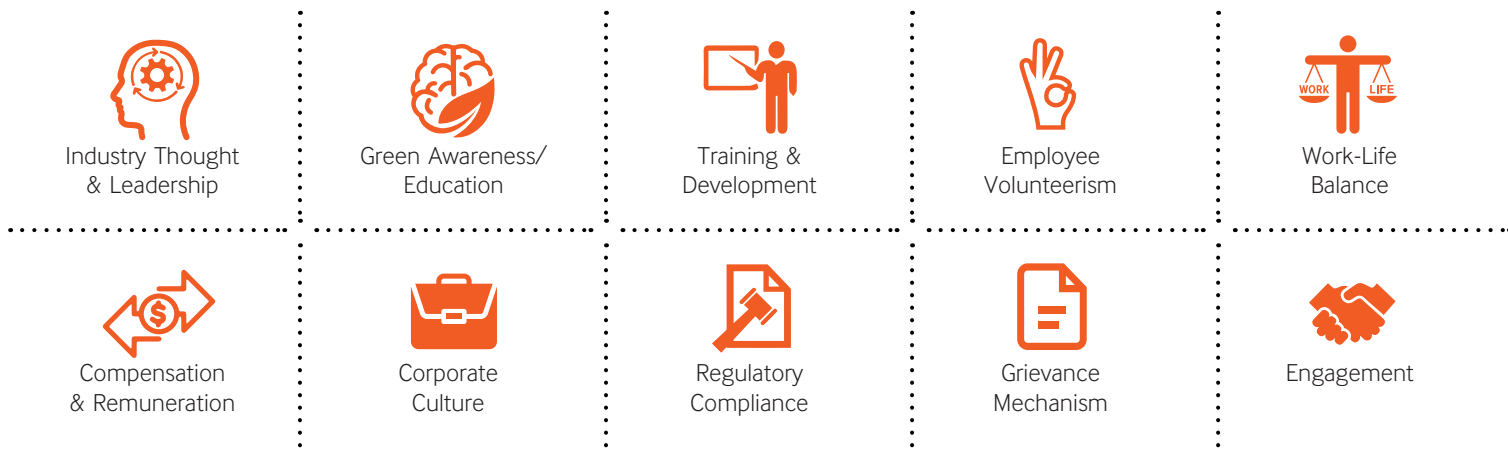 WORK LIFE
Industry Thought
& Leadership
Green Awareness/
Education
Training &
Development
Employee
Volunteerism
Work-Life
Balance
$
Compensation
& Remuneration
Corporate
Culture
Regulatory
Compliance
Grievance
Mechanism
Engagement